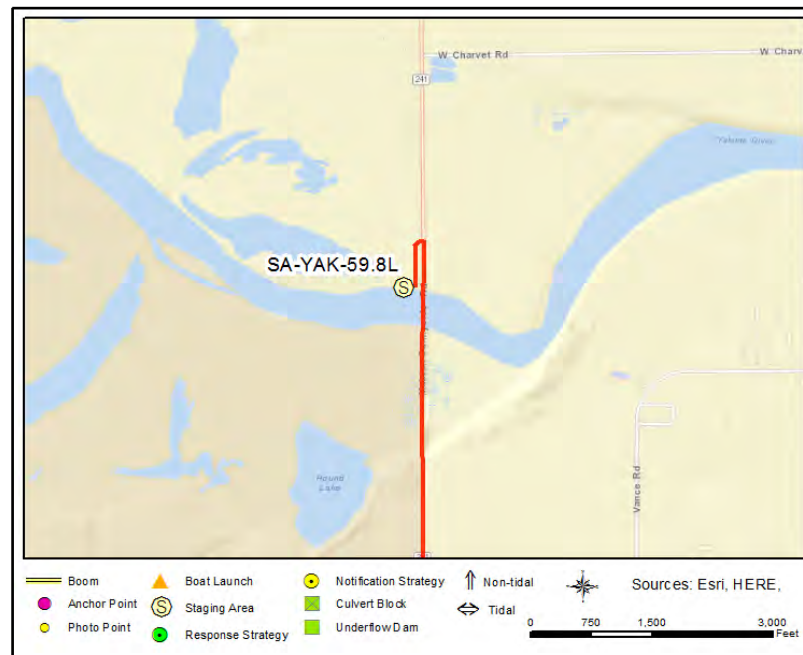 W Charvet Rd
W Charv
241
Yakima River
SA-YAK-59.8L
S
Round
Lake
Vance Rd
Boom
Boat Launch
Notification Strategy
Non-tidal
Sources: Esri, HERE,
Anchor Point
S
Staging Area
Culvert Block
Tidal
Photo Point
Response Strategy
Underflow Dam
0 750 1,500 3,000
Feet